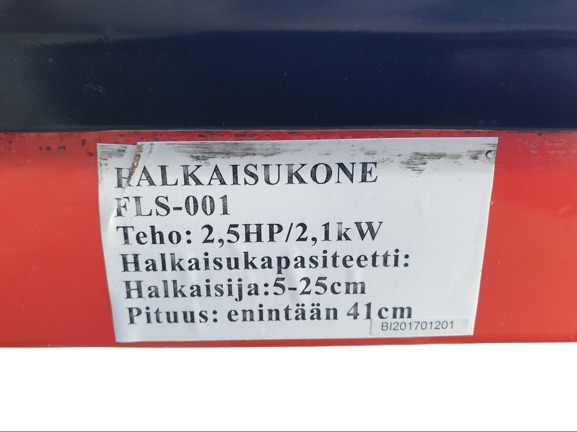 HALKAISUKONE
FLS-001
Teho: 2,5HP/2,1kW
Halkaisukapasiteetti:
Halkaisija:5-25cm
Pituus: enintään 41cm
BI201701201